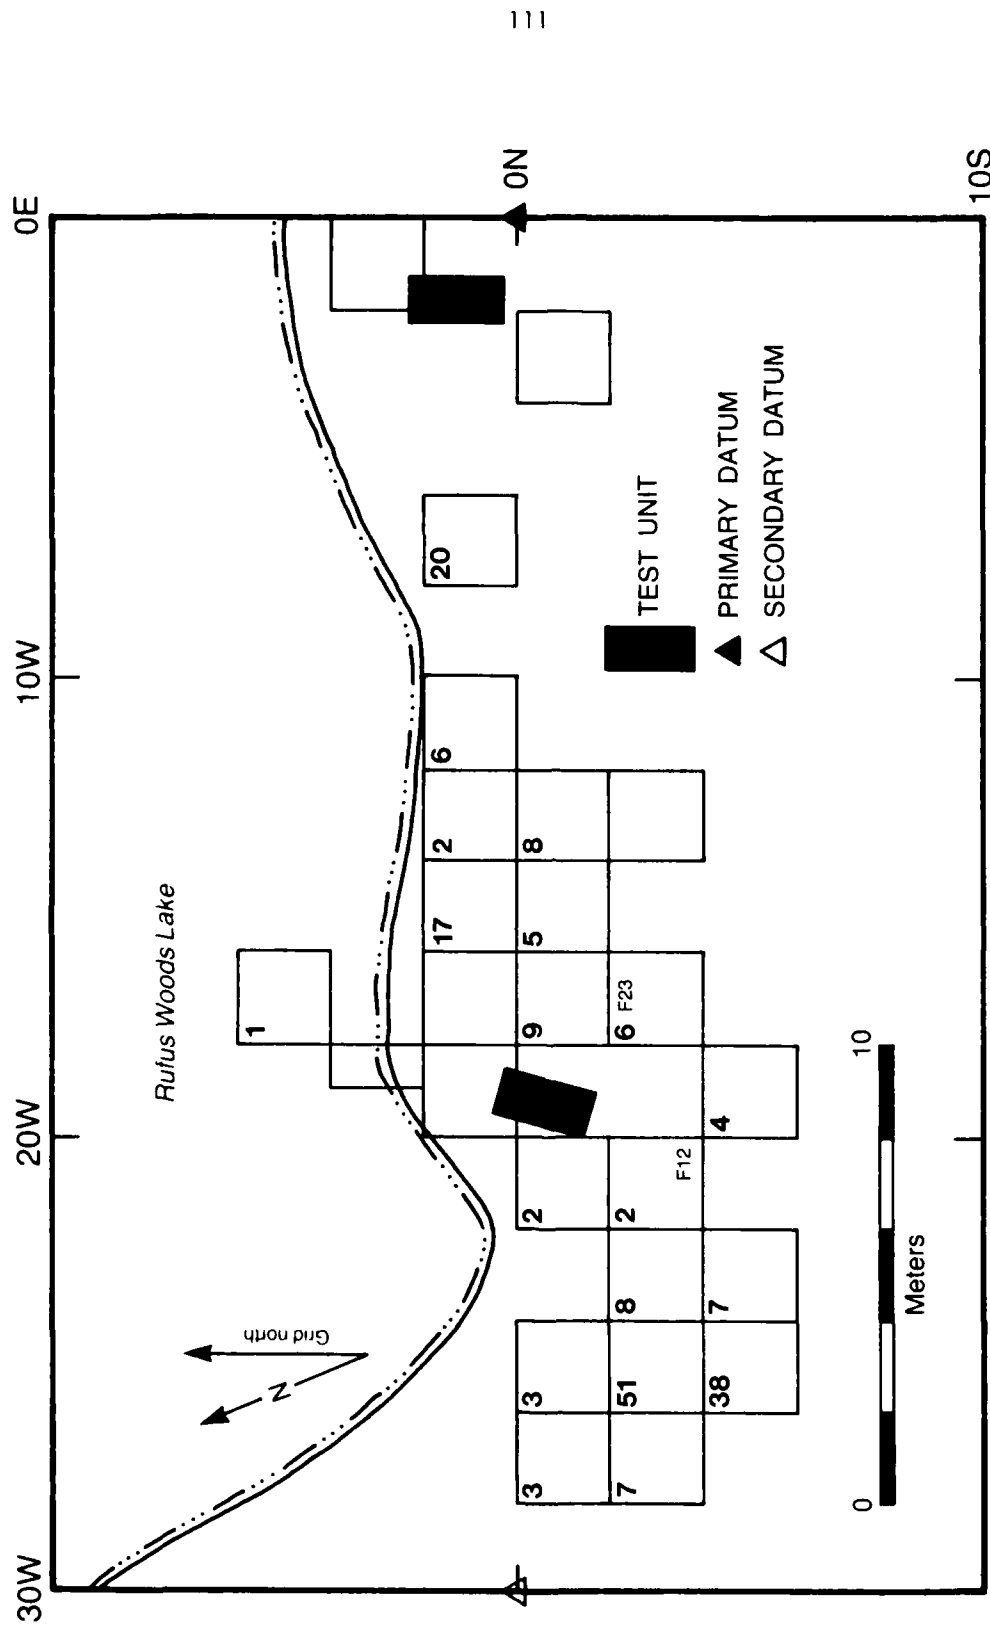 111
30W
20W
10W
0E
Rufus Woods Lake
Grid north
N
1
17
2
6
20
0N
3
3
2
9
5
8
7
51
8
2
6
F23
F12
38
7
4
TEST UNIT
PRIMARY DATUM
SECONDARY DATUM
0
10
Meters
10S